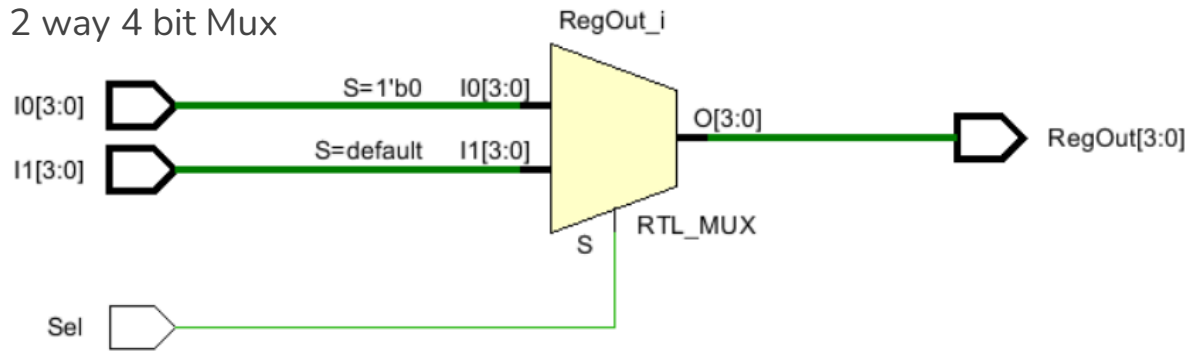 2 way 4 bit Mux
RegOut_i
I0[3:0]
S=1'b0
I0[3:0]
I1[3:0]
S=default
I1[3:0]
O[3:0]
RegOut[3:0]
S
RTL_MUX
Sel